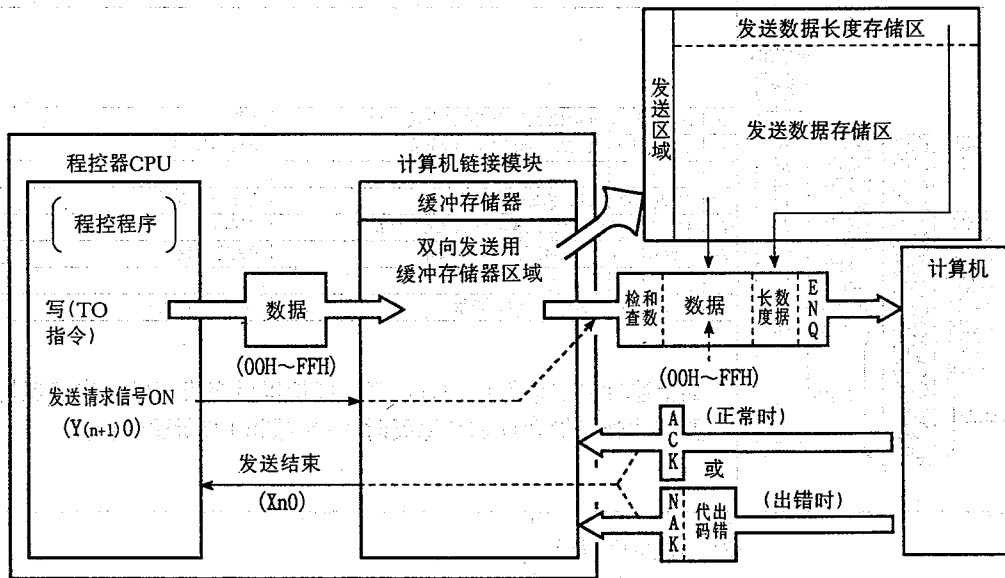 发送数据长度存储区
发送区域
发送数据存储区
程控器CPU
计算机链接模块
程控程序
缓冲存储器
双向发送用
缓冲存储器区域
计算机
写(TO
指令)
数据
(00H～FFH)
和数
检查
数据
数据
长度
ENQ
(00H～FFH)
发送请求信号ON
(Y(n+1)0)
ACK
(正常时)
或
发送结束
(Xn0)
NAK
出错
代码
(出错时)